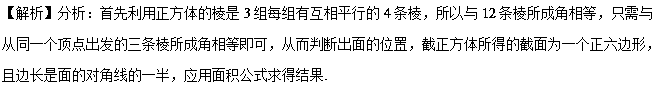 【解析】分析：首先利用正方体的棱是 3 组每组有互相平行的 4 条棱，所以与 12 条棱所成角相等，只需与
从同一个顶点出发的三条棱所成角相等即可，从而判断出面的位置，截正方体所得的截面为一个正六边形，
且边长是面的对角线的一半，应用面积公式求得结果.